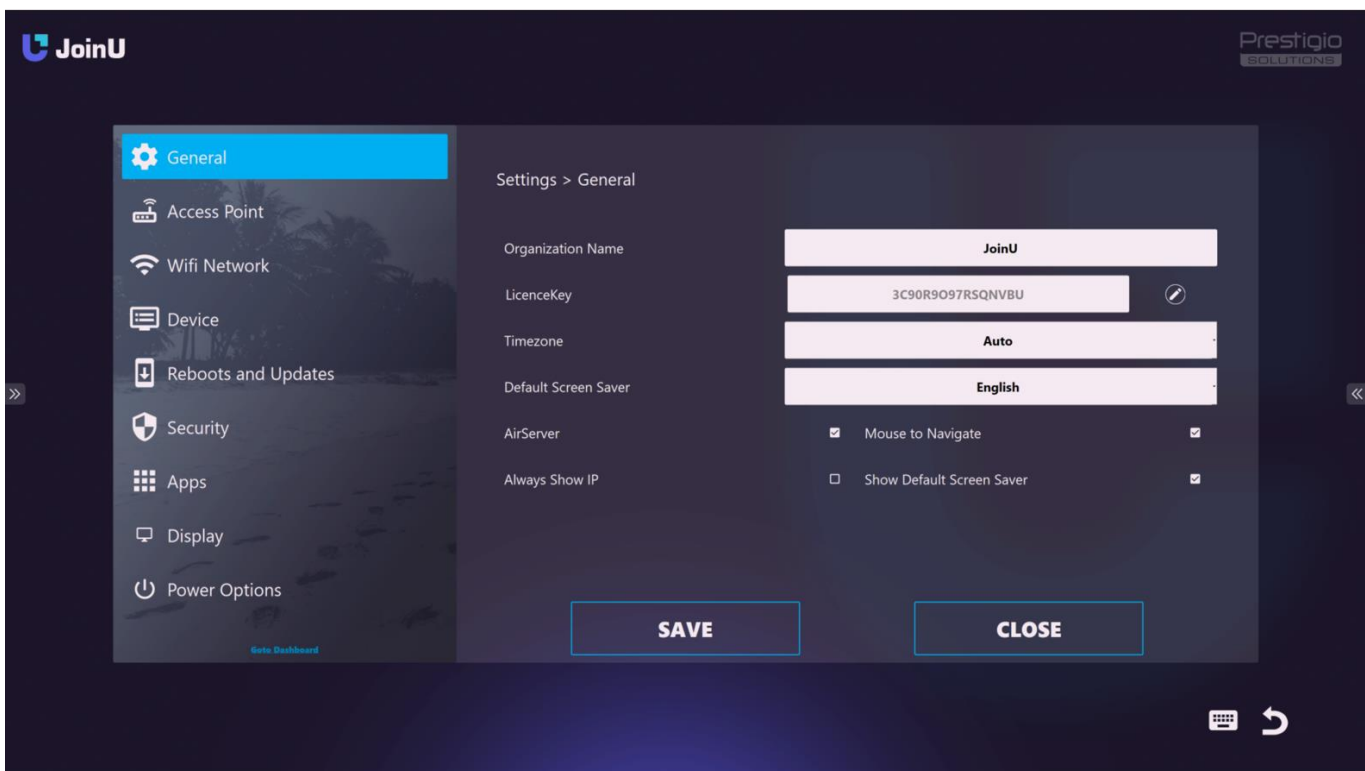 JoinU
Prestigio
SOLUTIONS
General
Access Point
Wifi Network
Device
Reboots and Updates
Security
Apps
Display
Power Options
Goto Dashboard
Settings > General
Organization Name JoinU
LicenceKey 3C90R9O97RSQNVBU
Timezone Auto
Default Screen Saver English
AirServer Mouse to Navigate
Always Show IP Show Default Screen Saver
SAVE CLOSE